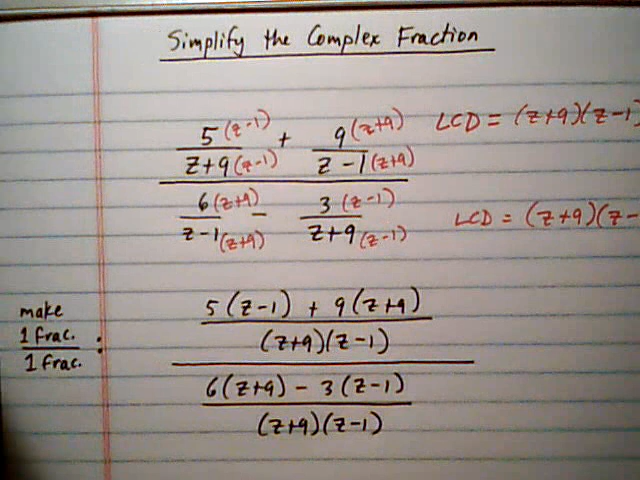 Simplify the Complex Fraction
5(z-1) + 9(z+9) LCD = (z+9)(z-1
z+9(z-1) z-1(z+9)
6(z+9) - 3(z-1) LCD = (z+9)(z-
z-1(z+9) z+9(z-1)
make
1 frac.
1 frac. :
5(z-1) + 9(z+9)
(z+9)(z-1)
6(z+9) - 3(z-1)
(z+9)(z-1)